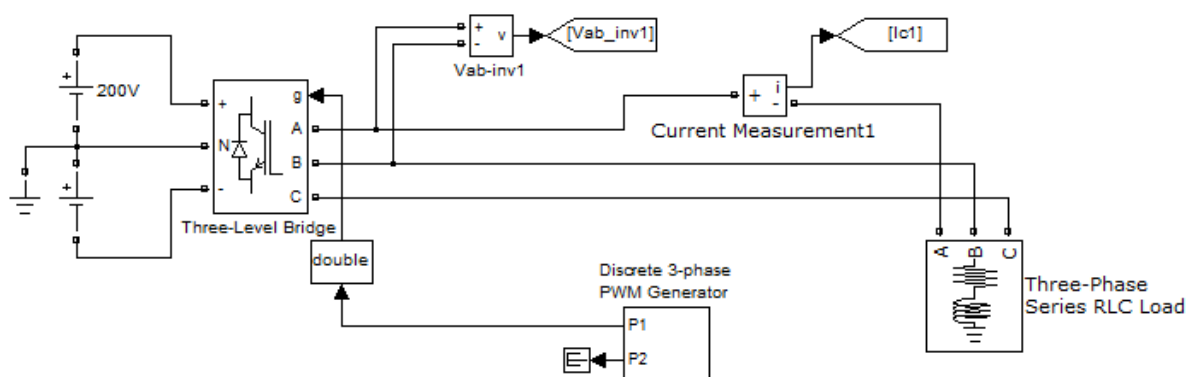 [Vab_inv1]
[Ic1]
+
-
v
Vab-inv1
+
i
-
Current Measurement1
+
200V
+
N
-
g
A
B
C
Three-Level Bridge
+
double
Discrete 3-phase
PWM Generator
P1
P2
A
B
C
Three-Phase
Series RLC Load